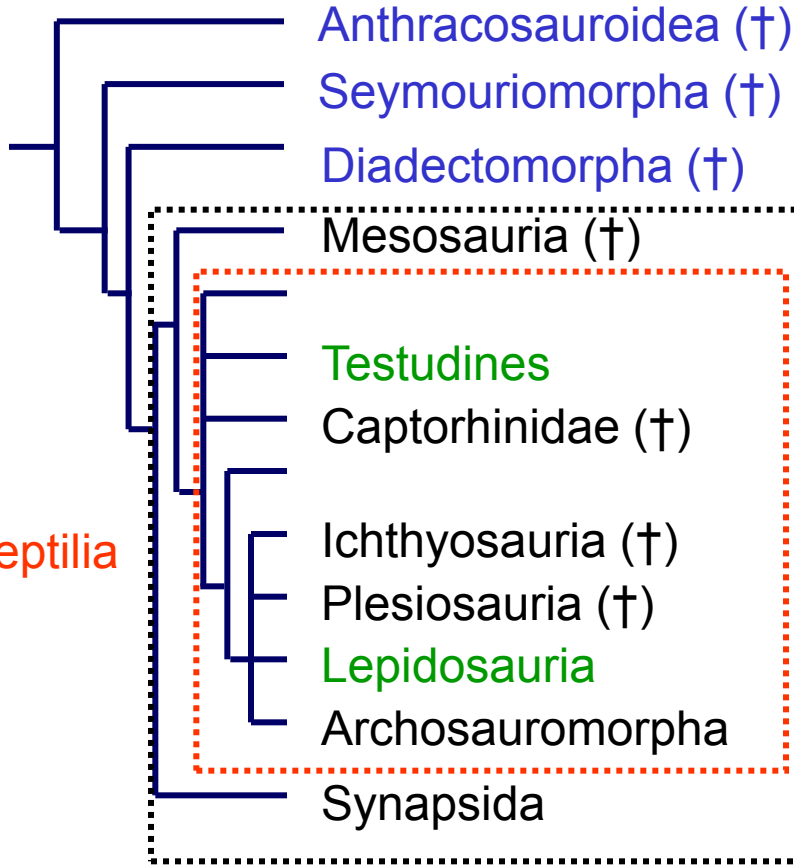 Anthracosauroidea (†)
Seymouriomorpha (†)
Diadectomorpha (†)
Mesosauria (†)
Testudines
Captorhinidae (†)
eptilia
Ichthyosauria (†)
Plesiosauria (†)
Lepidosauria
Archosauromorpha
Synapsida